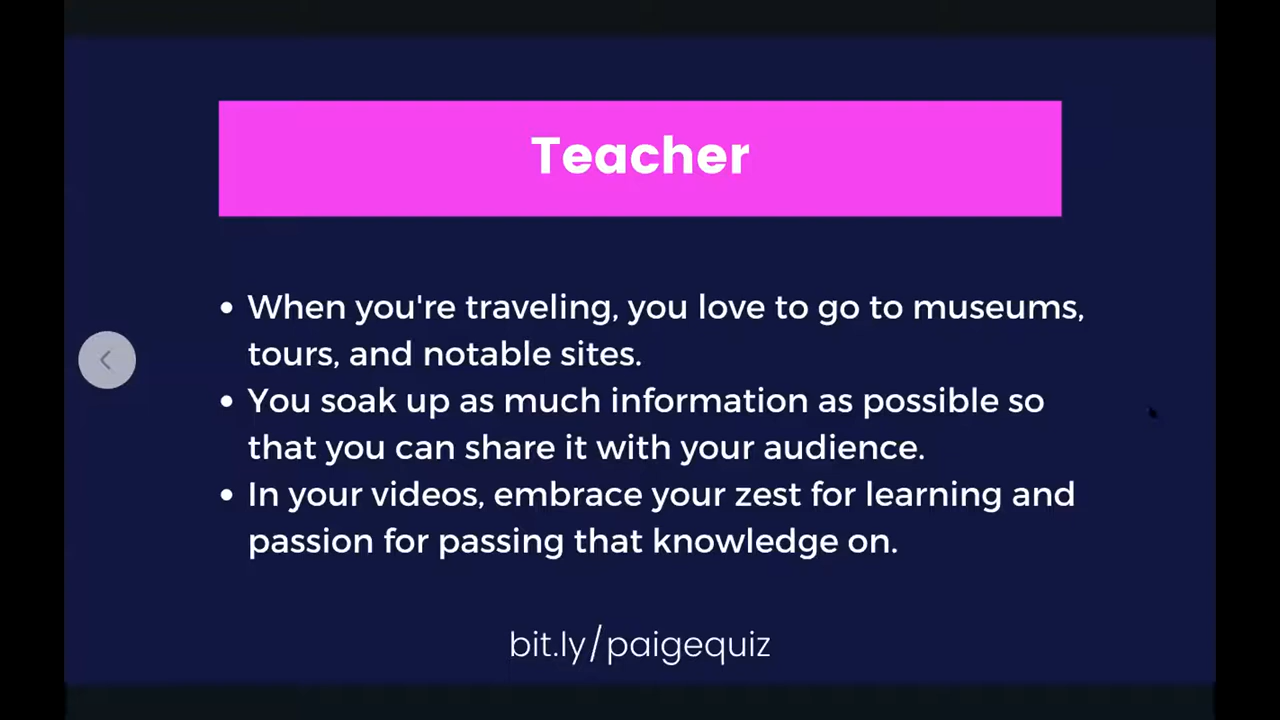 Teacher
• When you're traveling, you love to go to museums,
tours, and notable sites.
• You soak up as much information as possible so
that you can share it with your audience.
• In your videos, embrace your zest for learning and
passion for passing that knowledge on.
bit.ly/paigequiz